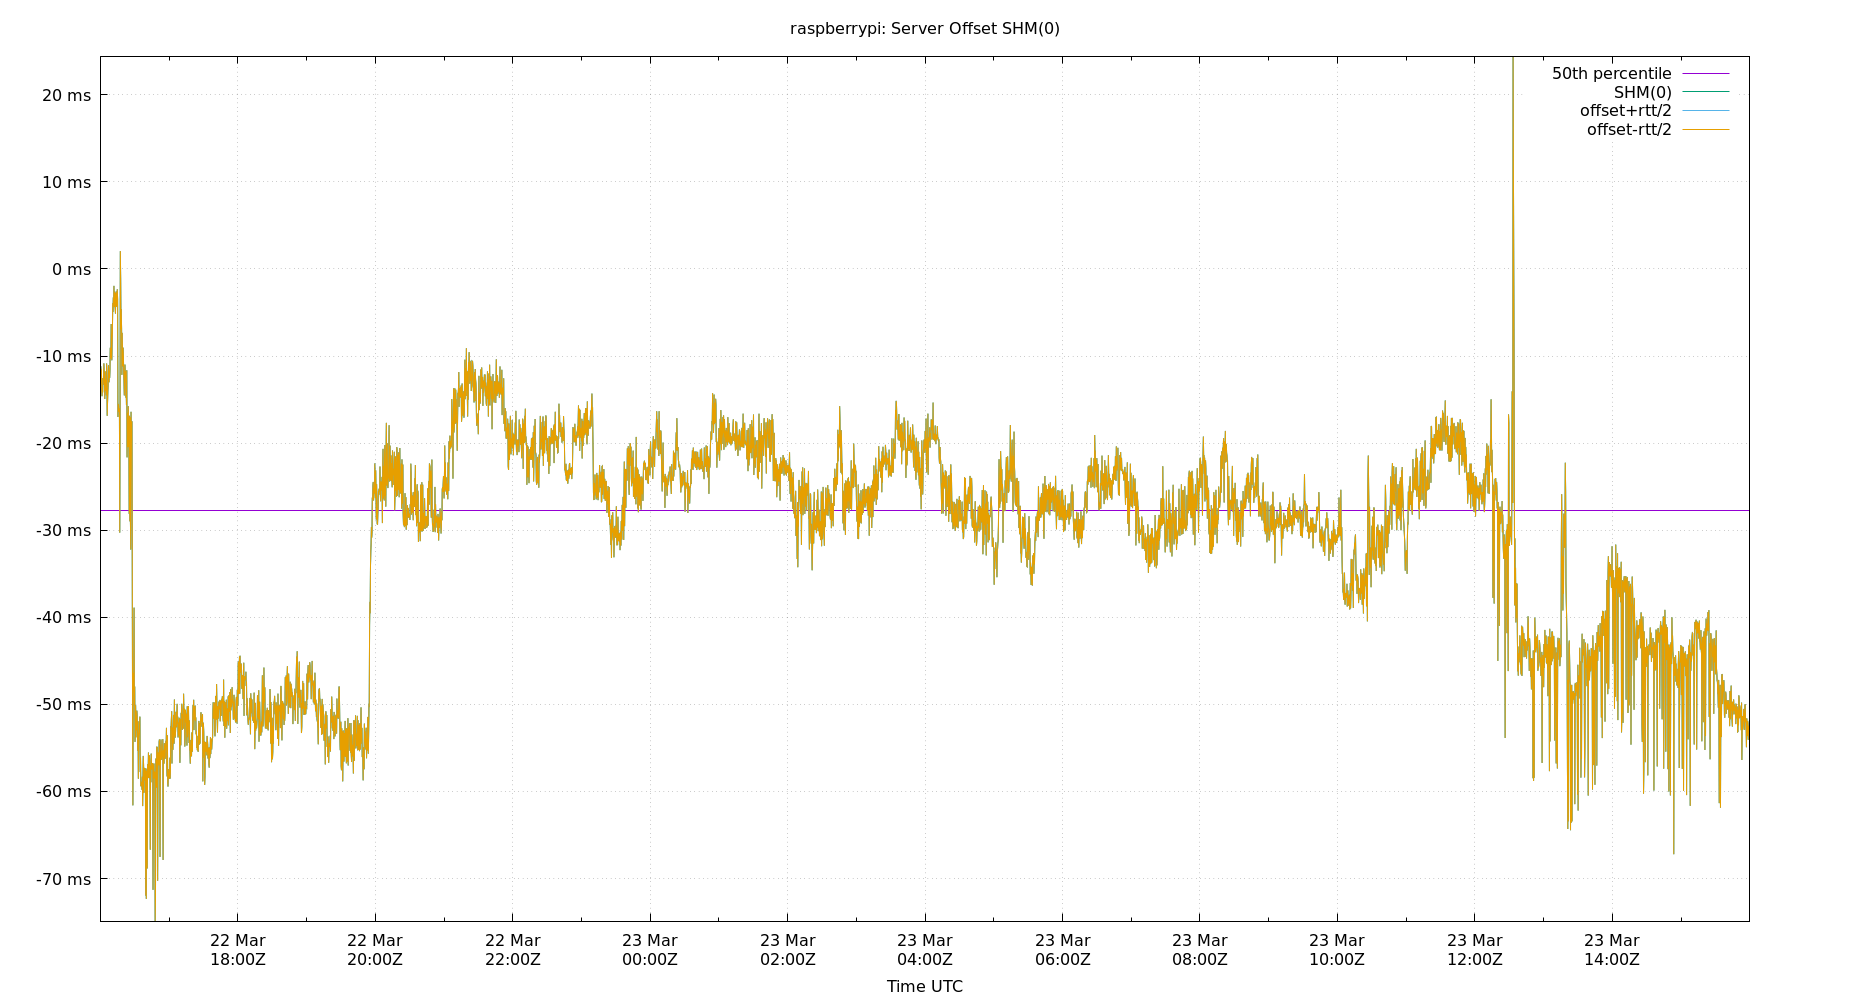 raspberrypi: Server Offset SHM(0)
50th percentile
SHM(0)
offset+rtt/2
offset-rtt/2
20 ms
10 ms
0 ms
-10 ms
-20 ms
-30 ms
-40 ms
-50 ms
-60 ms
-70 ms
22 Mar 22 Mar 22 Mar 23 Mar 23 Mar 23 Mar 23 Mar 23 Mar 23 Mar 23 Mar 23 Mar
18:00Z 20:00Z 22:00Z 00:00Z 02:00Z 04:00Z 06:00Z 08:00Z 10:00Z 12:00Z 14:00Z
Time UTC